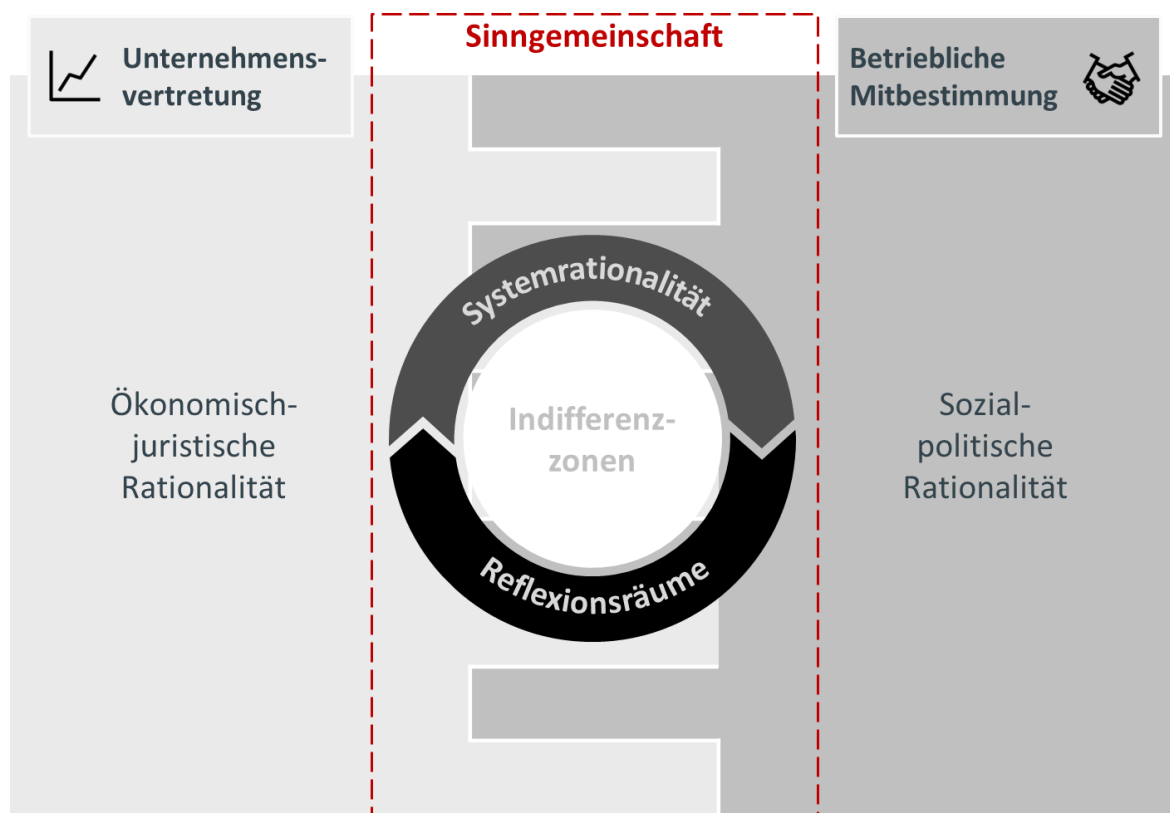 Sinngemeinschaft
Unternehmens-
vertretung
Betriebliche
Mitbestimmung
Systemrationalität
Ökonomisch-
juristische
Rationalität
Indifferenz-
zonen
Sozial-
politische
Rationalität
Reflexionsräume